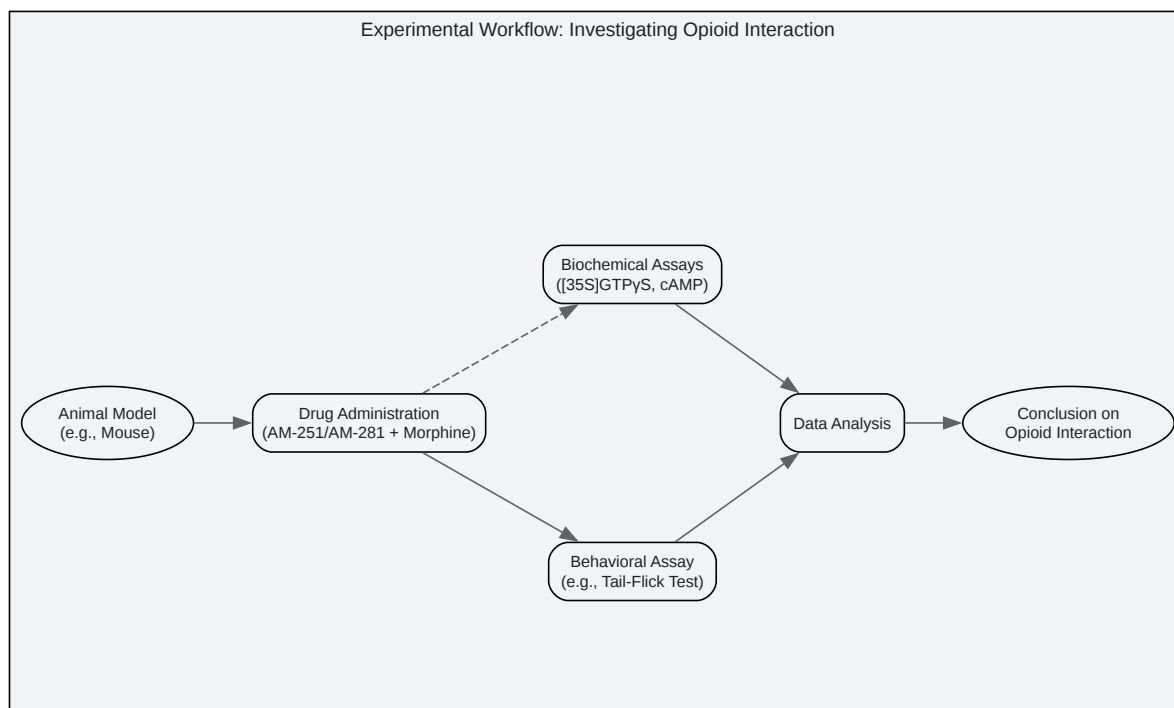 Experimental Workflow: Investigating Opioid Interaction
Biochemical Assays
([35S]GTPγS, cAMP)
Animal Model
(e.g., Mouse)
Drug Administration
(AM-251/AM-281 + Morphine)
Data Analysis
Conclusion on
Opioid Interaction
Behavioral Assay
(e.g., Tail-Flick Test)